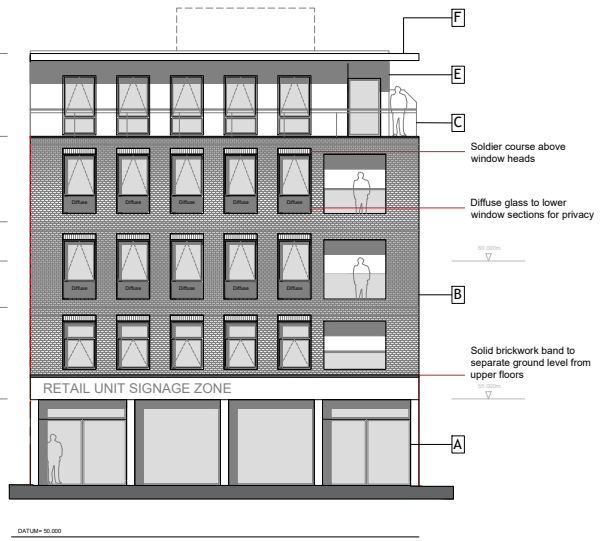 F
E
C
Soldier course above
window heads
Diffuse Diffuse Diffuse Diffuse Diffuse
Diffuse glass to lower
window sections for privacy
60.000m
Diffuse Diffuse Diffuse Diffuse Diffuse
B
Solid brickwork band to
separate ground level from
upper floors
RETAIL UNIT SIGNAGE ZONE
55.000m
A
DATUM= 50.000